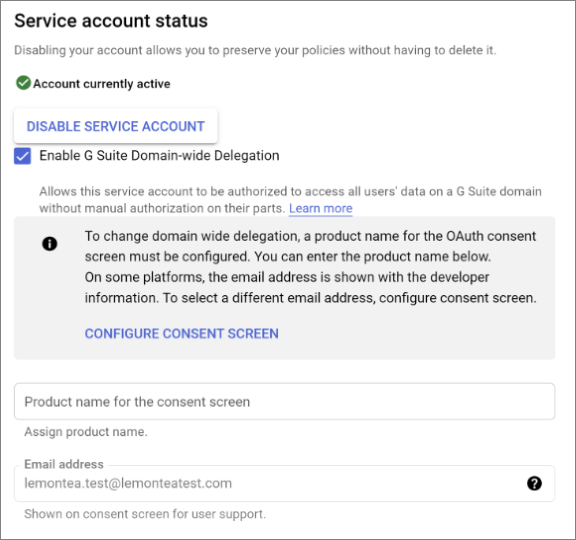 Service account status
Disabling your account allows you to preserve your policies without having to delete it.
Account currently active
DISABLE SERVICE ACCOUNT
Enable G Suite Domain-wide Delegation
Allows this service account to be authorized to access all users' data on a G Suite domain
without manual authorization on their parts. Learn more
To change domain wide delegation, a product name for the OAuth consent
screen must be configured. You can enter the product name below.
On some platforms, the email address is shown with the developer
information. To select a different email address, configure consent screen.
CONFIGURE CONSENT SCREEN
Product name for the consent screen
Assign product name.
Email address
lemontea.test@lemonteatest.com
Shown on consent screen for user support.